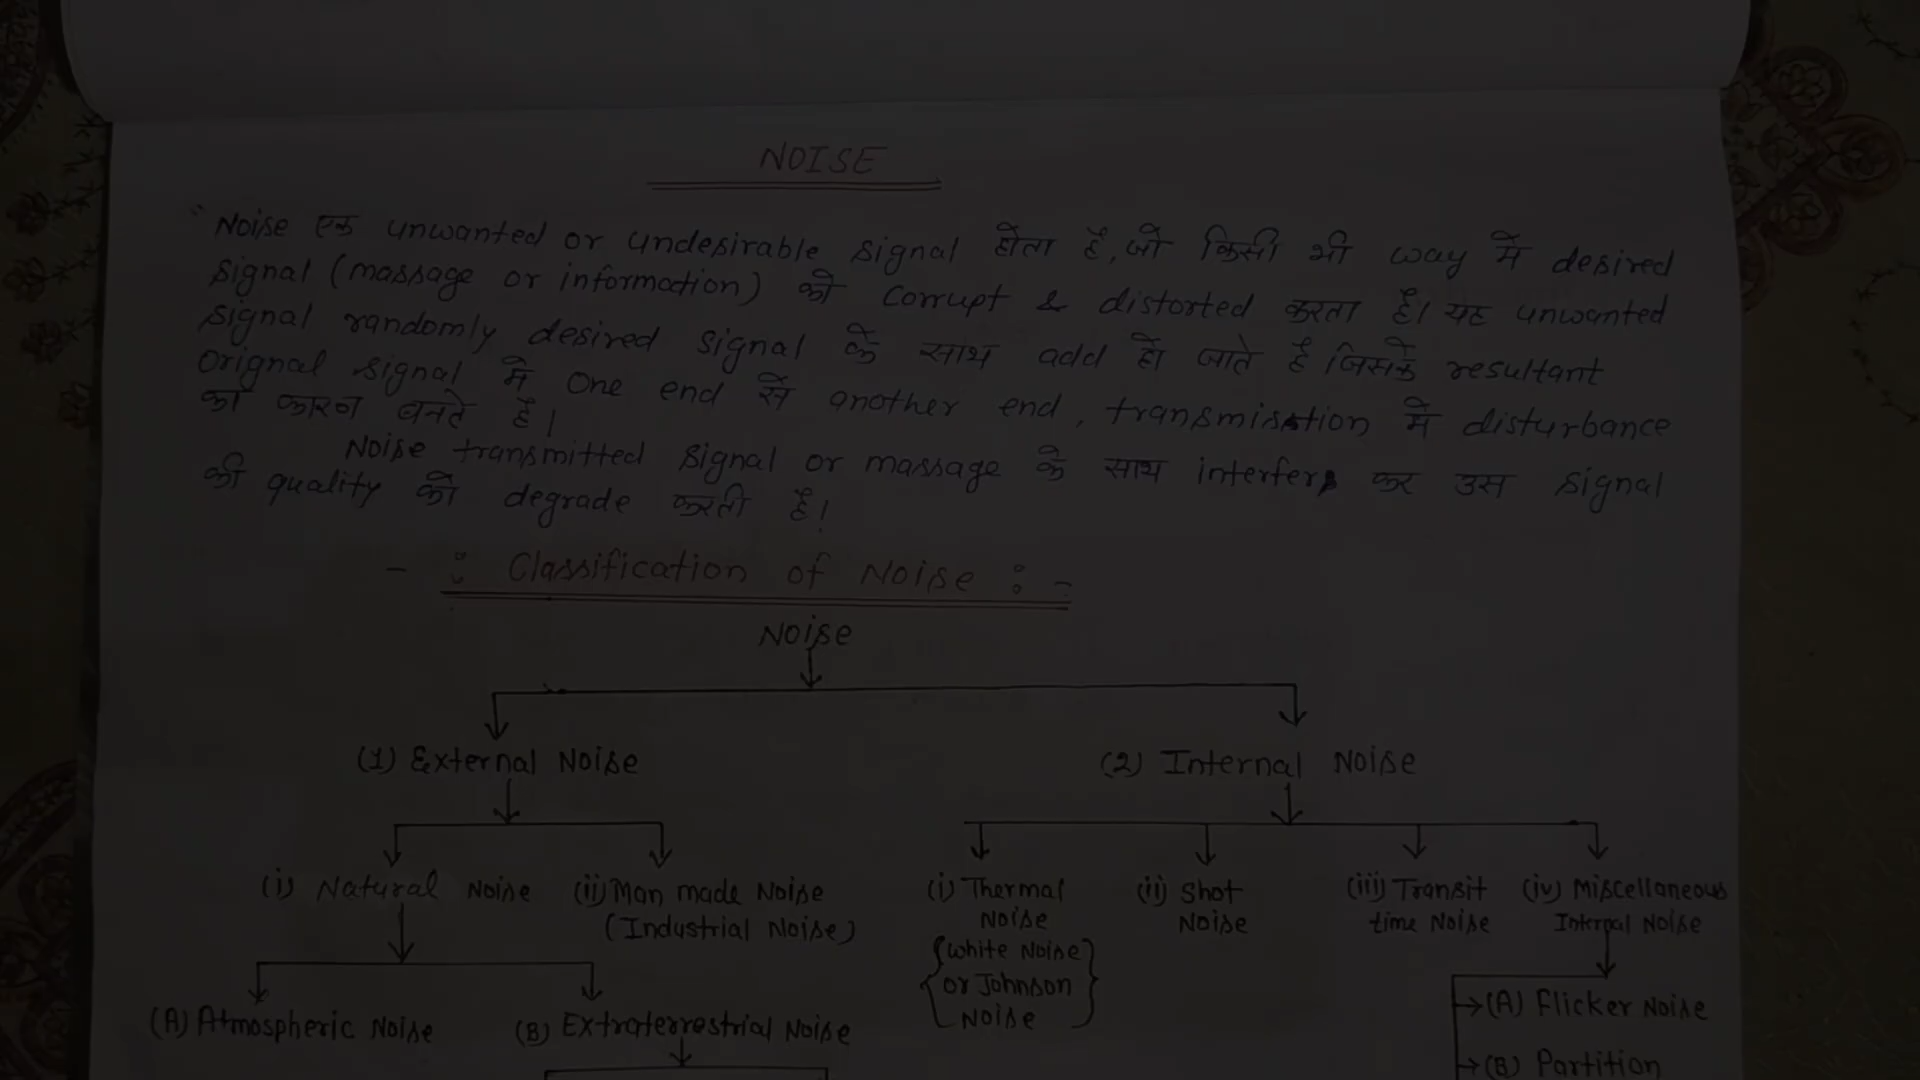 NOISE
"Noise एक unwanted or undesirable signal होता है, जो किसी भी way में desired
signal (massage or information) को corrupt & distorted करता है। यह unwanted
signal randomly desired signal के साथ add हो जाते है जिसके resultant
Orignal signal में One end से another end, transmission में disturbance
का कारण बनते है।
Noise transmitted signal or massage के साथ interfer कर उस signal
की quality को degrade करती है।
- : Classification of Noise : -
Noise
(1) External Noise (2) Internal Noise
(i) Natural Noise (ii) Man made Noise (i) Thermal (ii) Shot (iii) Transit (iv) Miscellaneous
(Industrial Noise) Noise Noise time Noise Internal Noise
{white Noise
or Johnson
Noise}
(A) Atmospheric Noise (B) Extraterrestrial Noise (A) Flicker Noise
(B) Partition